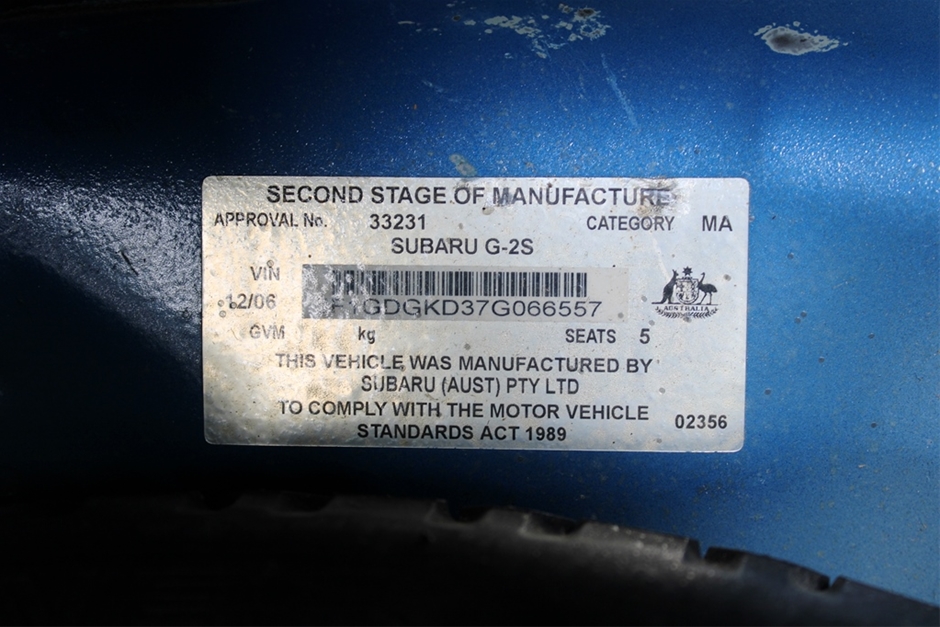 SECOND STAGE OF MANUFACTURE
APPROVAL No. 33231 CATEGORY MA
SUBARU G-2S
VIN
12/06 GDGKD37G066557
AUSTRALIA
GVM kg SEATS 5
THIS VEHICLE WAS MANUFACTURED BY
SUBARU (AUST) PTY LTD
TO COMPLY WITH THE MOTOR VEHICLE
STANDARDS ACT 1989
02356